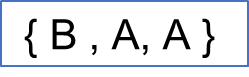 { B , A, A }